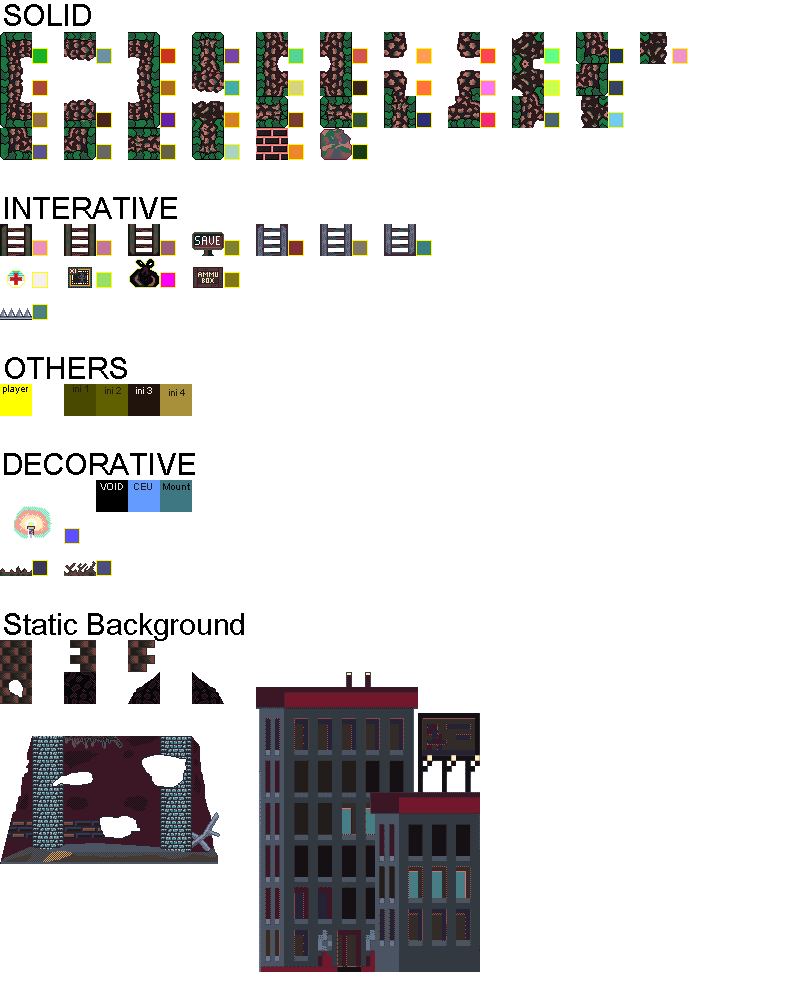 SOLID
INTERATIVE
SAVE
AMMU
BOX
OTHERS
player
ini 1
ini 2
ini 3
ini 4
DECORATIVE
VOID
CEU
Mount
Static Background